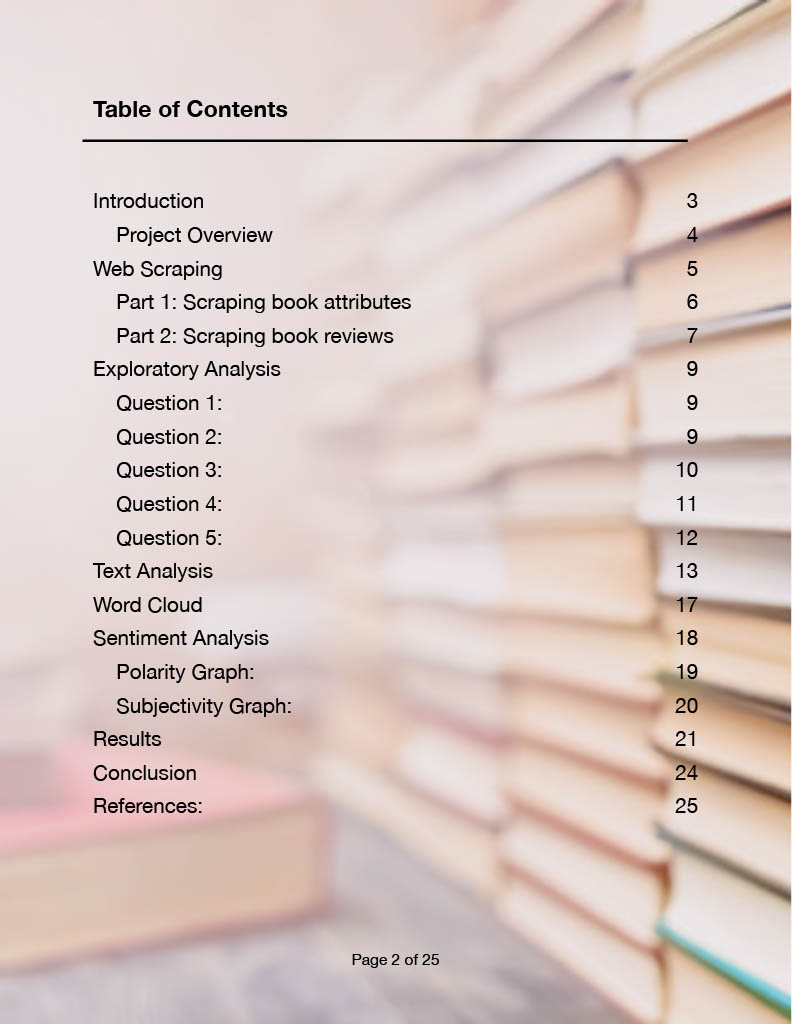 Table of Contents
Introduction 3
Project Overview 4
Web Scraping 5
Part 1: Scraping book attributes 6
Part 2: Scraping book reviews 7
Exploratory Analysis 9
Question 1: 9
Question 2: 9
Question 3: 10
Question 4: 11
Question 5: 12
Text Analysis 13
Word Cloud 17
Sentiment Analysis 18
Polarity Graph: 19
Subjectivity Graph: 20
Results 21
Conclusion 24
References: 25
Page 2 of 25